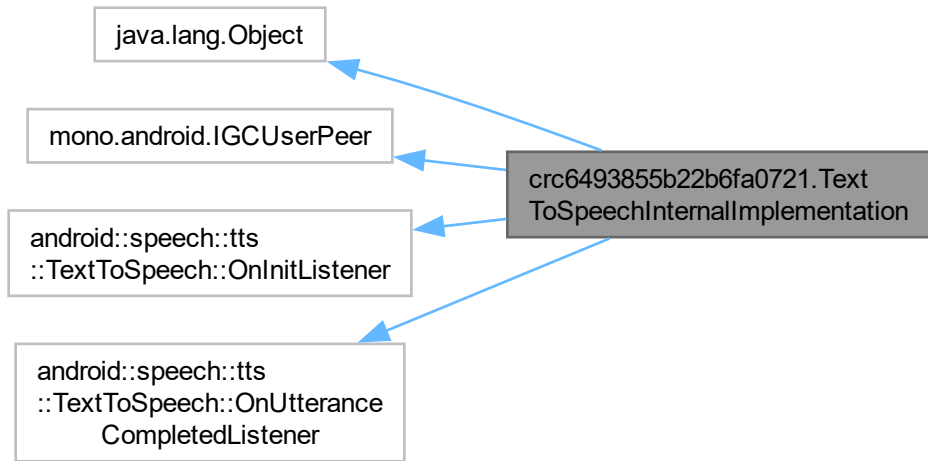 java.lang.Object
mono.android.IGCUserPeer
android::speech::tts
::TextToSpeech::OnInitListener
android::speech::tts
::TextToSpeech::OnUtterance
CompletedListener
crc6493855b22b6fa0721.Text
ToSpeechInternalImplementation